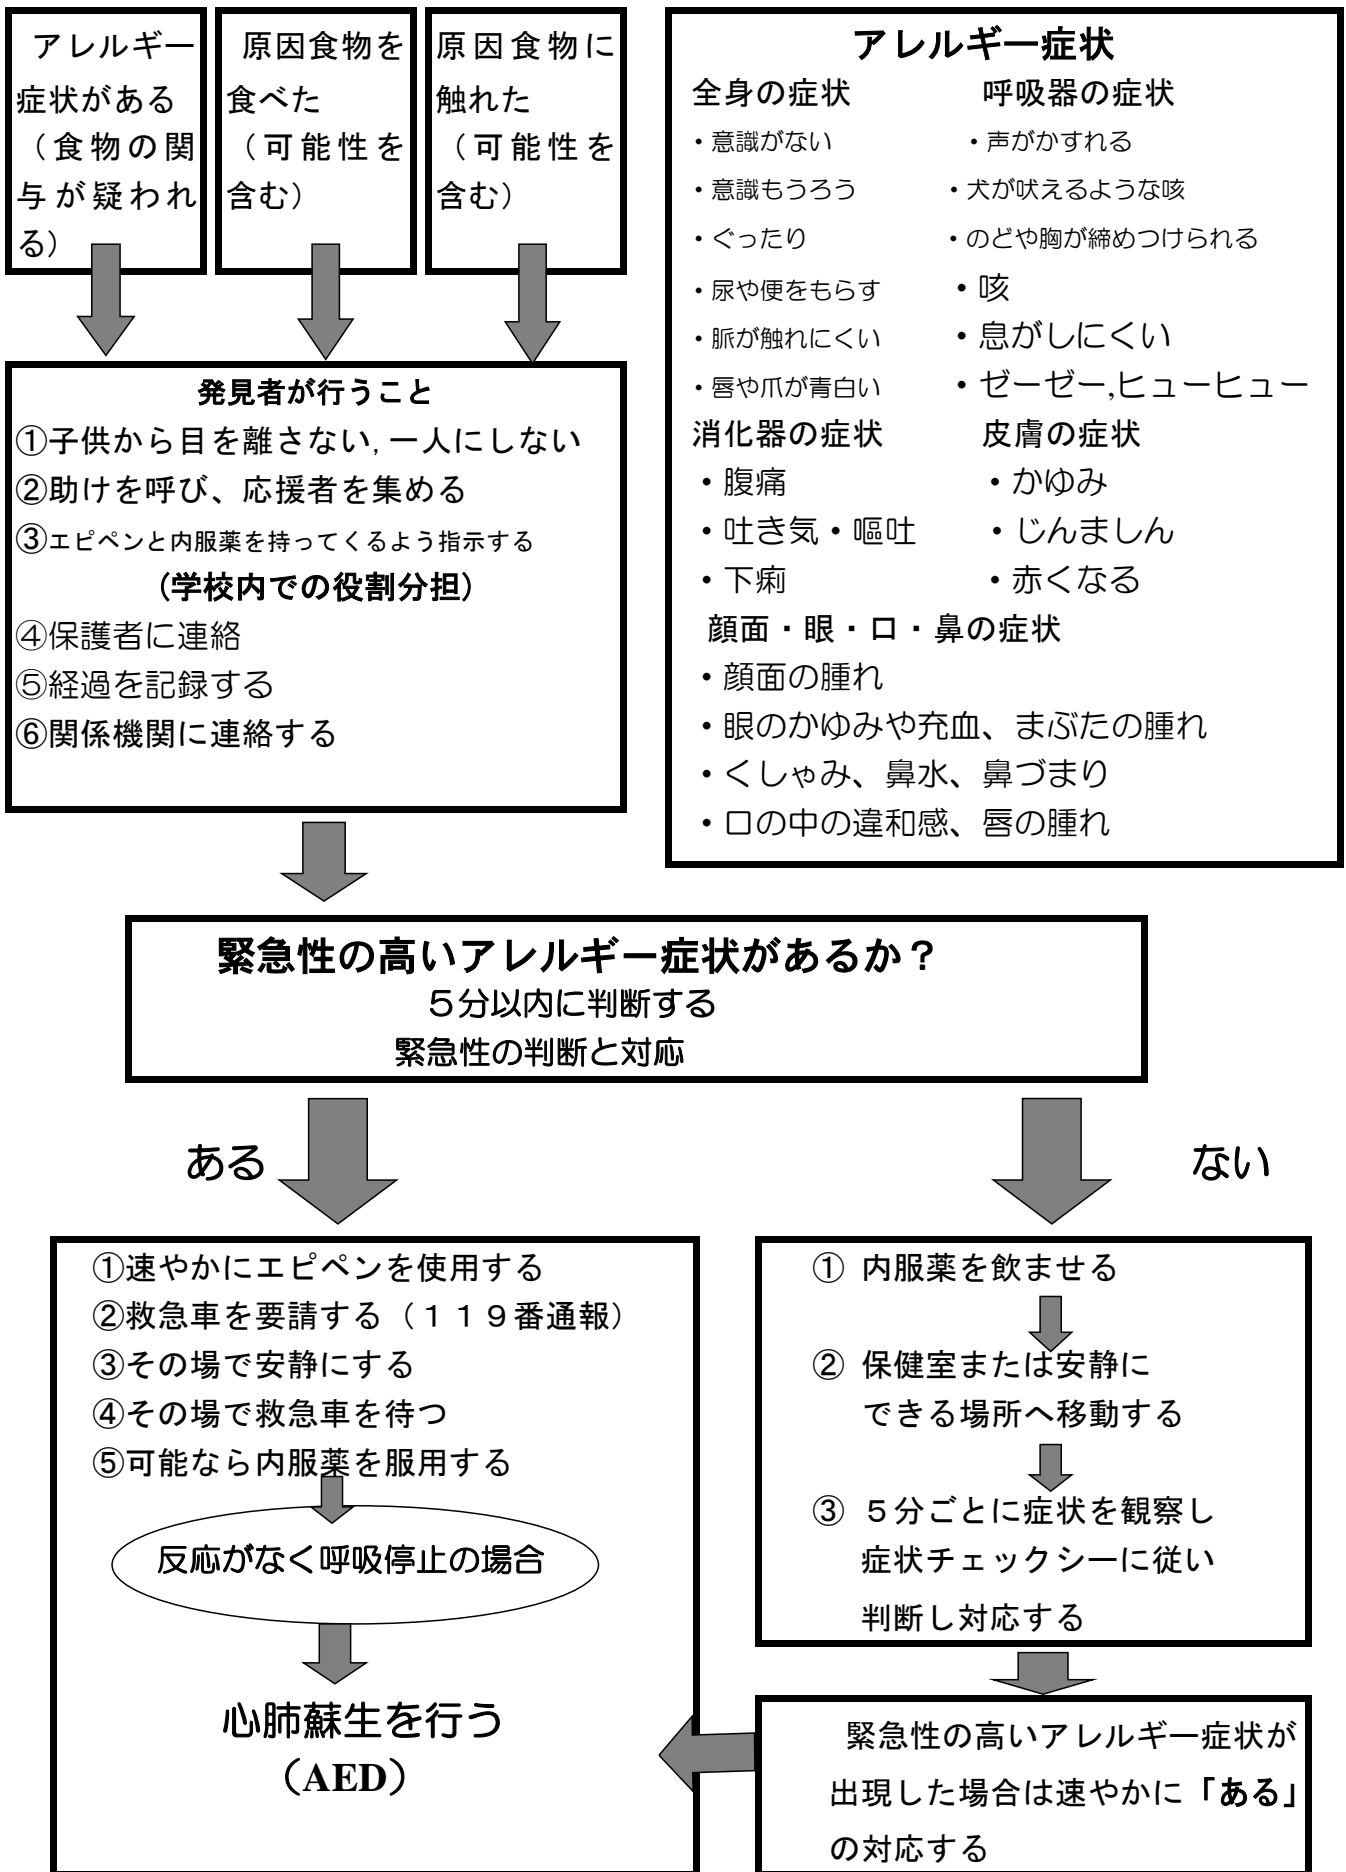 アレルギー
症状がある
（食物の関
与が疑われ
る）
原因食物を
食べた
（可能性を
含む）
原因食物に
触れた
（可能性を
含む）
発見者が行うこと
①子供から目を離さない,一人にしない
②助けを呼び、応援者を集める
③エピペンと内服薬を持ってくるよう指示する
（学校内での役割分担）
④保護者に連絡
⑤経過を記録する
⑥関係機関に連絡する
アレルギー症状
全身の症状
・意識がない
・意識もうろう
・ぐったり
・尿や便をもらす
・脈が触れにくい
・唇や爪が青白い
呼吸器の症状
・声がかすれる
・犬が吠えるような咳
・のどや胸が締めつけられる
・咳
・息がしにくい
・ゼーゼー,ヒューヒュー
消化器の症状
・腹痛
・吐き気・嘔吐
・下痢
皮膚の症状
・かゆみ
・じんましん
・赤くなる
顔面・眼・口・鼻の症状
・顔面の腫れ
・眼のかゆみや充血、まぶたの腫れ
・くしゃみ、鼻水、鼻づまり
・口の中の違和感、唇の腫れ
緊急性の高いアレルギー症状があるか？
５分以内に判断する
緊急性の判断と対応
ある
ない
①速やかにエピペンを使用する
②救急車を要請する（１１９番通報）
③その場で安静にする
④その場で救急車を待つ
⑤可能なら内服薬を服用する
反応がなく呼吸停止の場合
心肺蘇生を行う
（AED）
① 内服薬を飲ませる
② 保健室または安静に
できる場所へ移動する
③ ５分ごとに症状を観察し
症状チェックシーに従い
判断し対応する
緊急性の高いアレルギー症状が
出現した場合は速やかに「ある」
の対応する